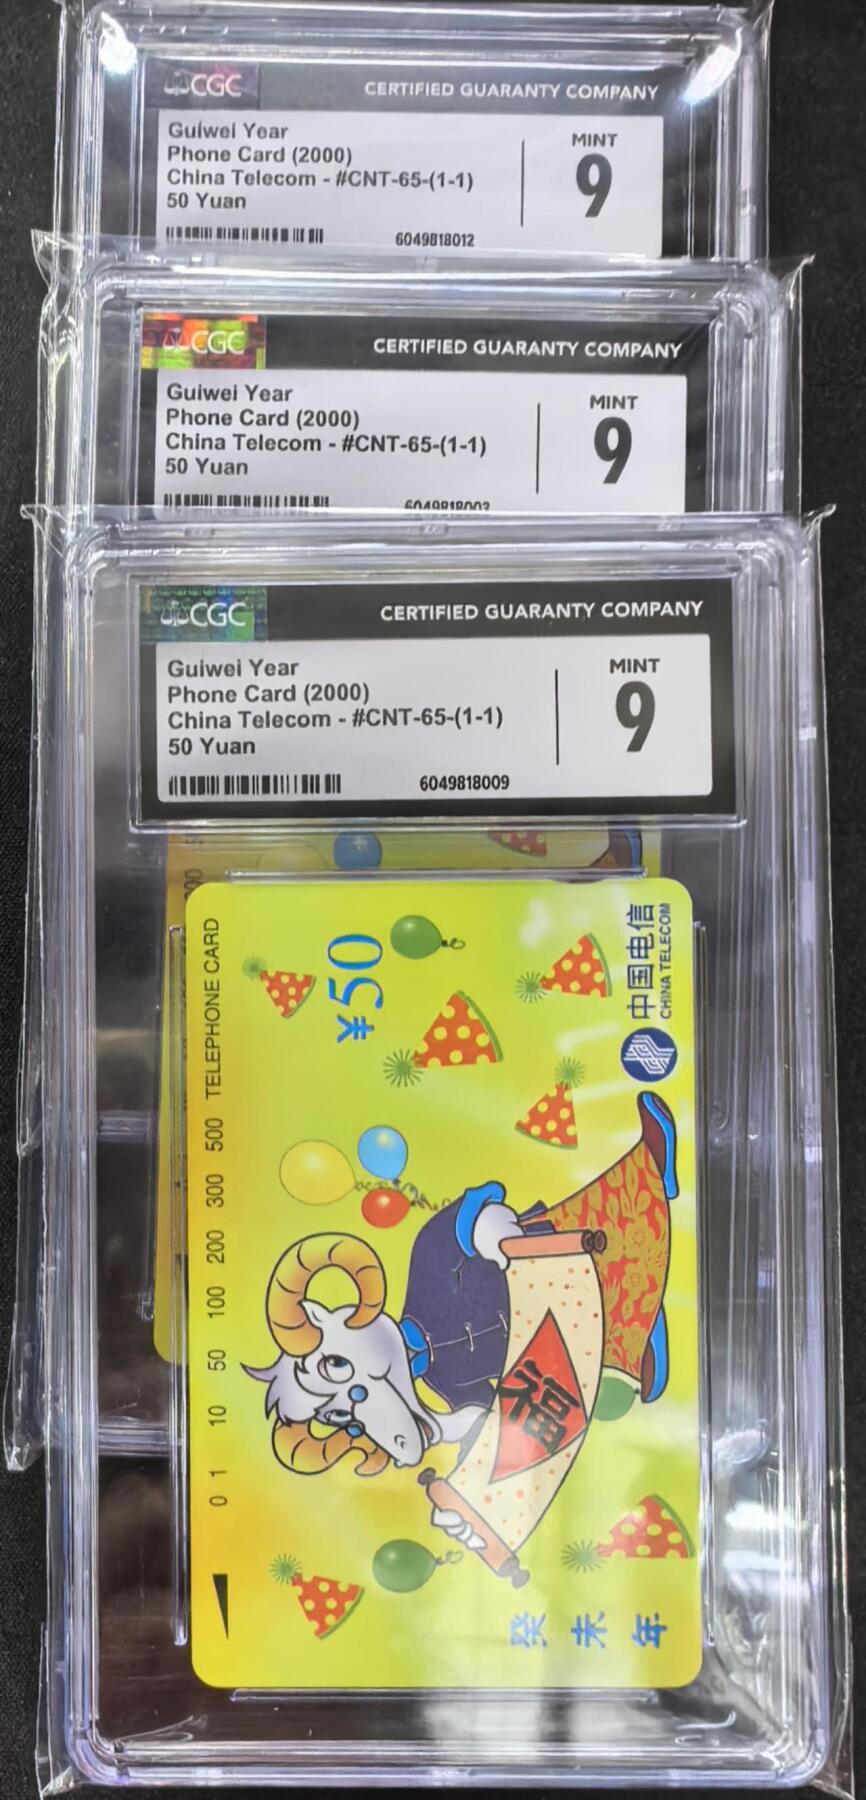 CGC
CERTIFIED GUARANTY COMPANY
Guiwei Year
Phone Card (2000)
China Telecom - #CNT-65-(1-1)
50 Yuan
MINT
9
6049818012
CGC
CERTIFIED GUARANTY COMPANY
Guiwei Year
Phone Card (2000)
China Telecom - #CNT-65-(1-1)
50 Yuan
MINT
9
6049818003
CGC
CERTIFIED GUARANTY COMPANY
Guiwei Year
Phone Card (2000)
China Telecom - #CNT-65-(1-1)
50 Yuan
MINT
9
6049818009
0 1 10 50 100 200 300 500 TELEPHONE CARD
¥50
中国电信
CHINA TELECOM
福
癸未年